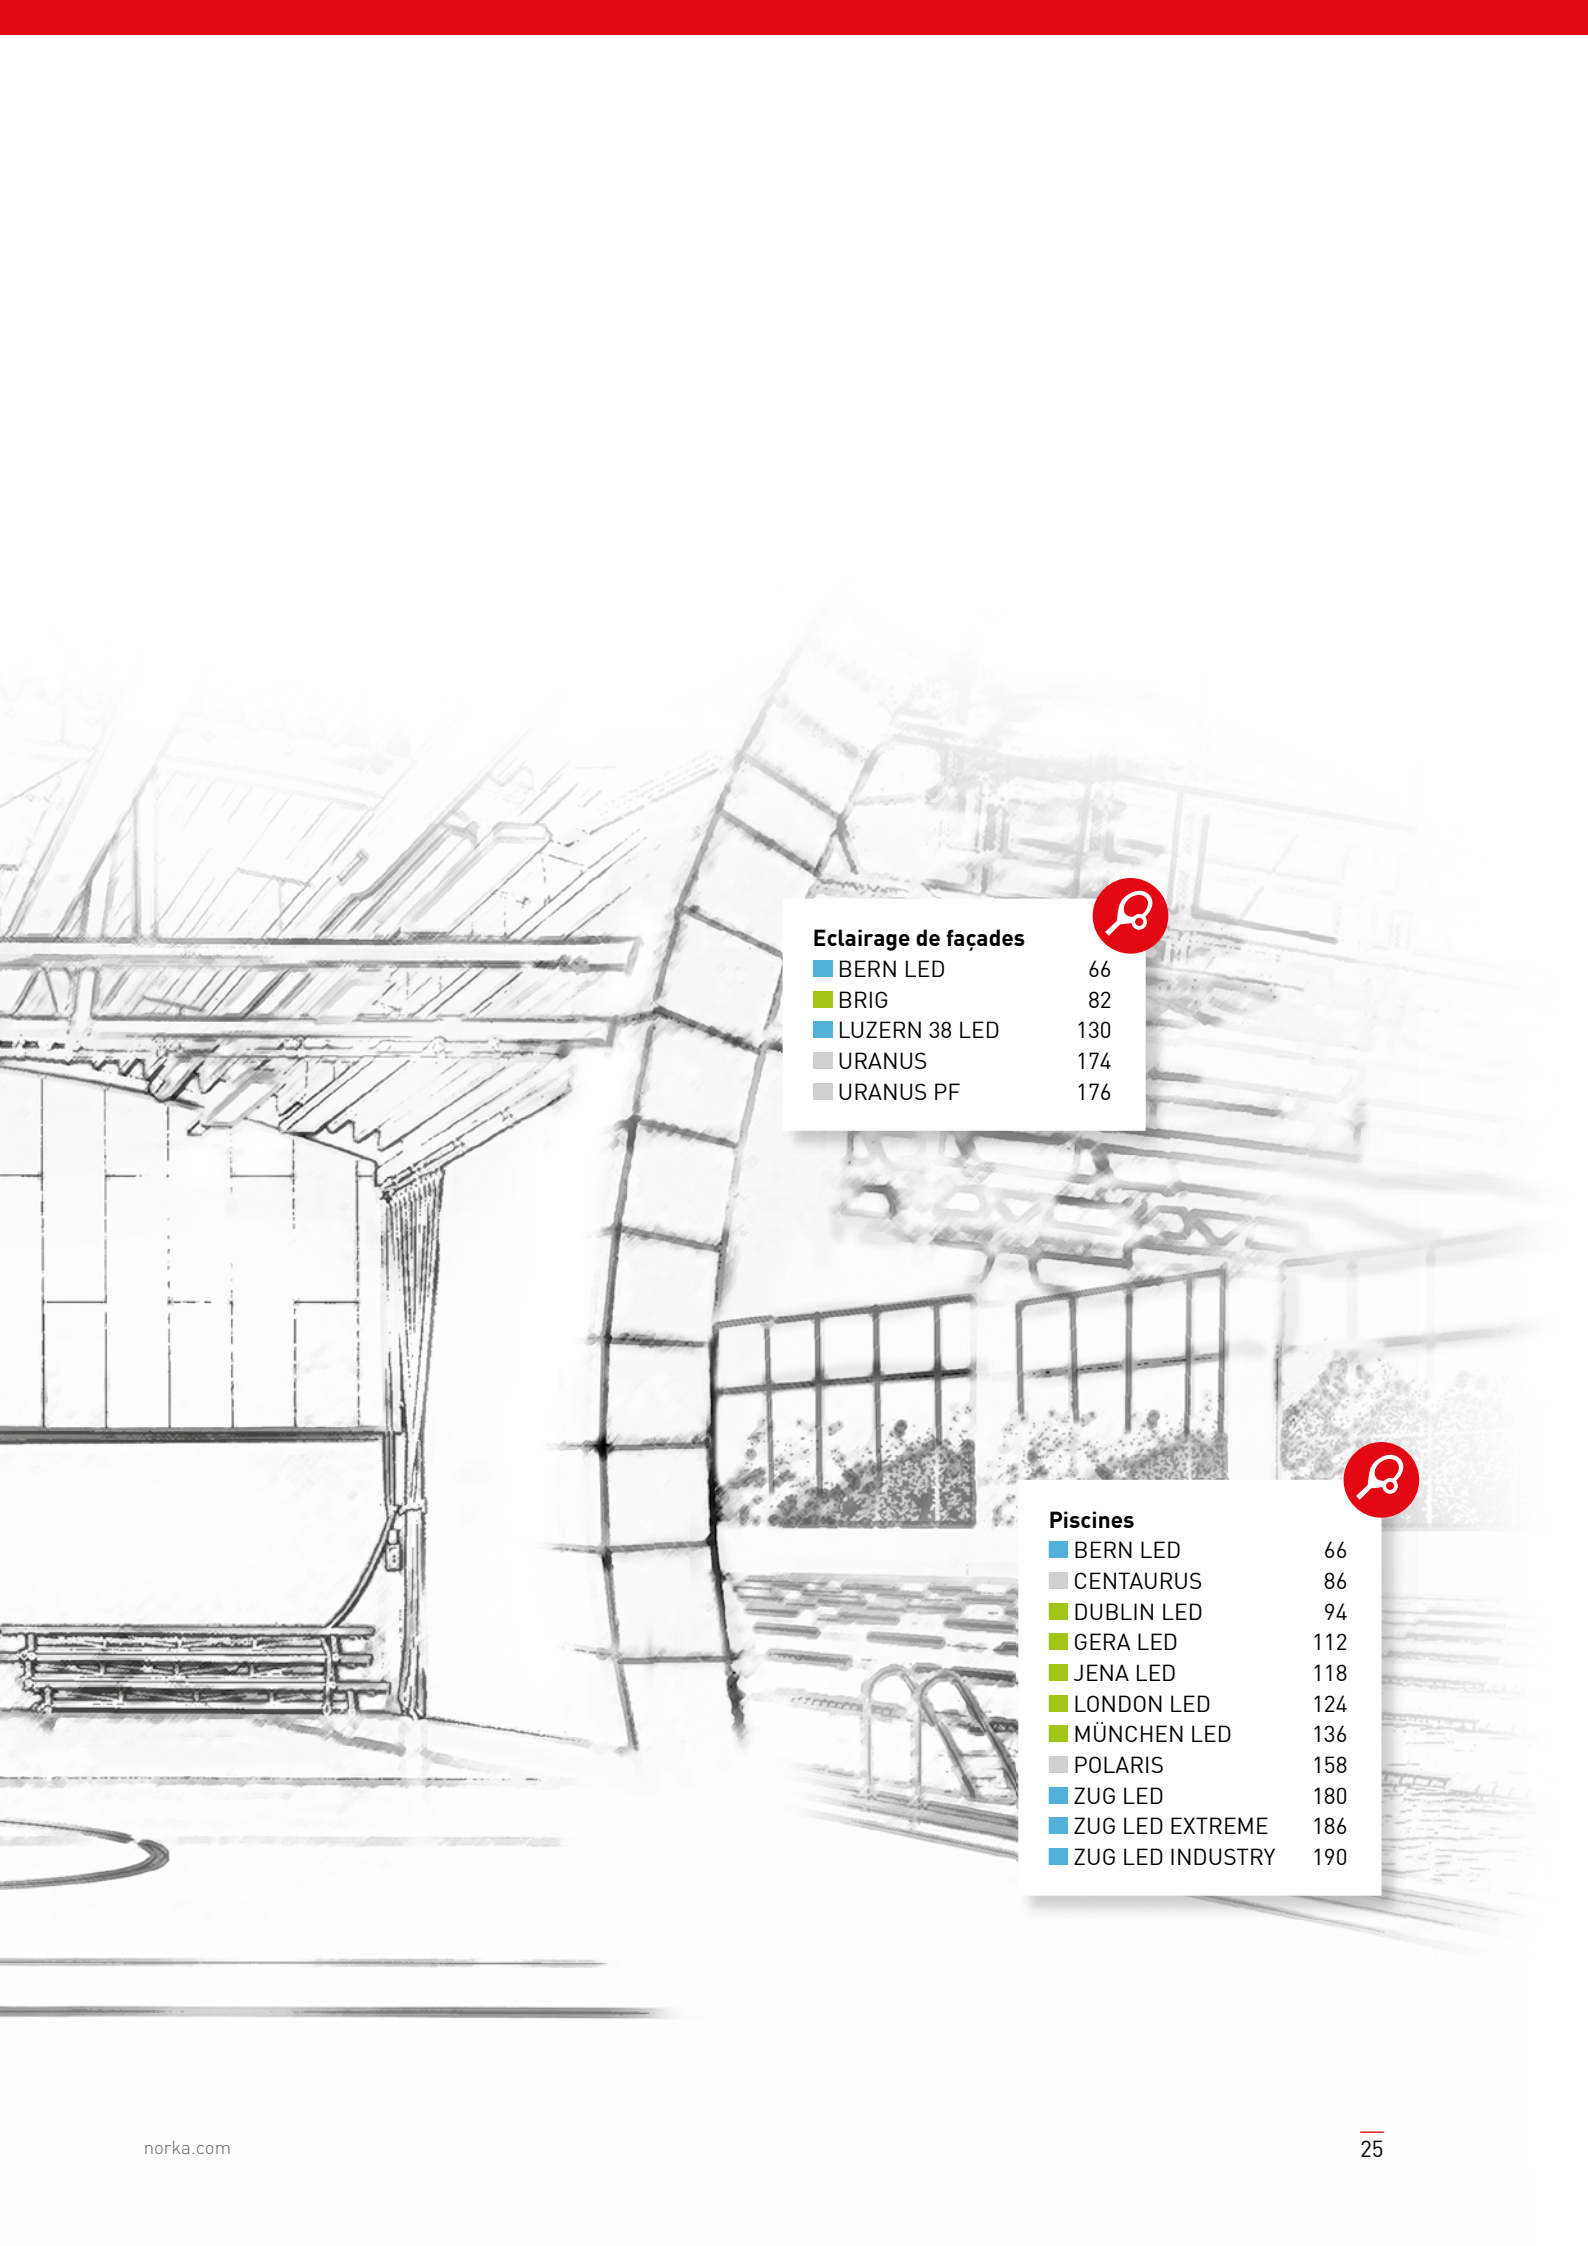 Eclairage de façades
BERN LED 66
BRIG 82
LUZERN 38 LED 130
URANUS 174
URANUS PF 176
Piscines
BERN LED 66
CENTAURUS 86
DUBLIN LED 94
GERA LED 112
JENA LED 118
LONDON LED 124
MÜNCHEN LED 136
POLARIS 158
ZUG LED 180
ZUG LED EXTREME 186
ZUG LED INDUSTRY 190
norka.com 25